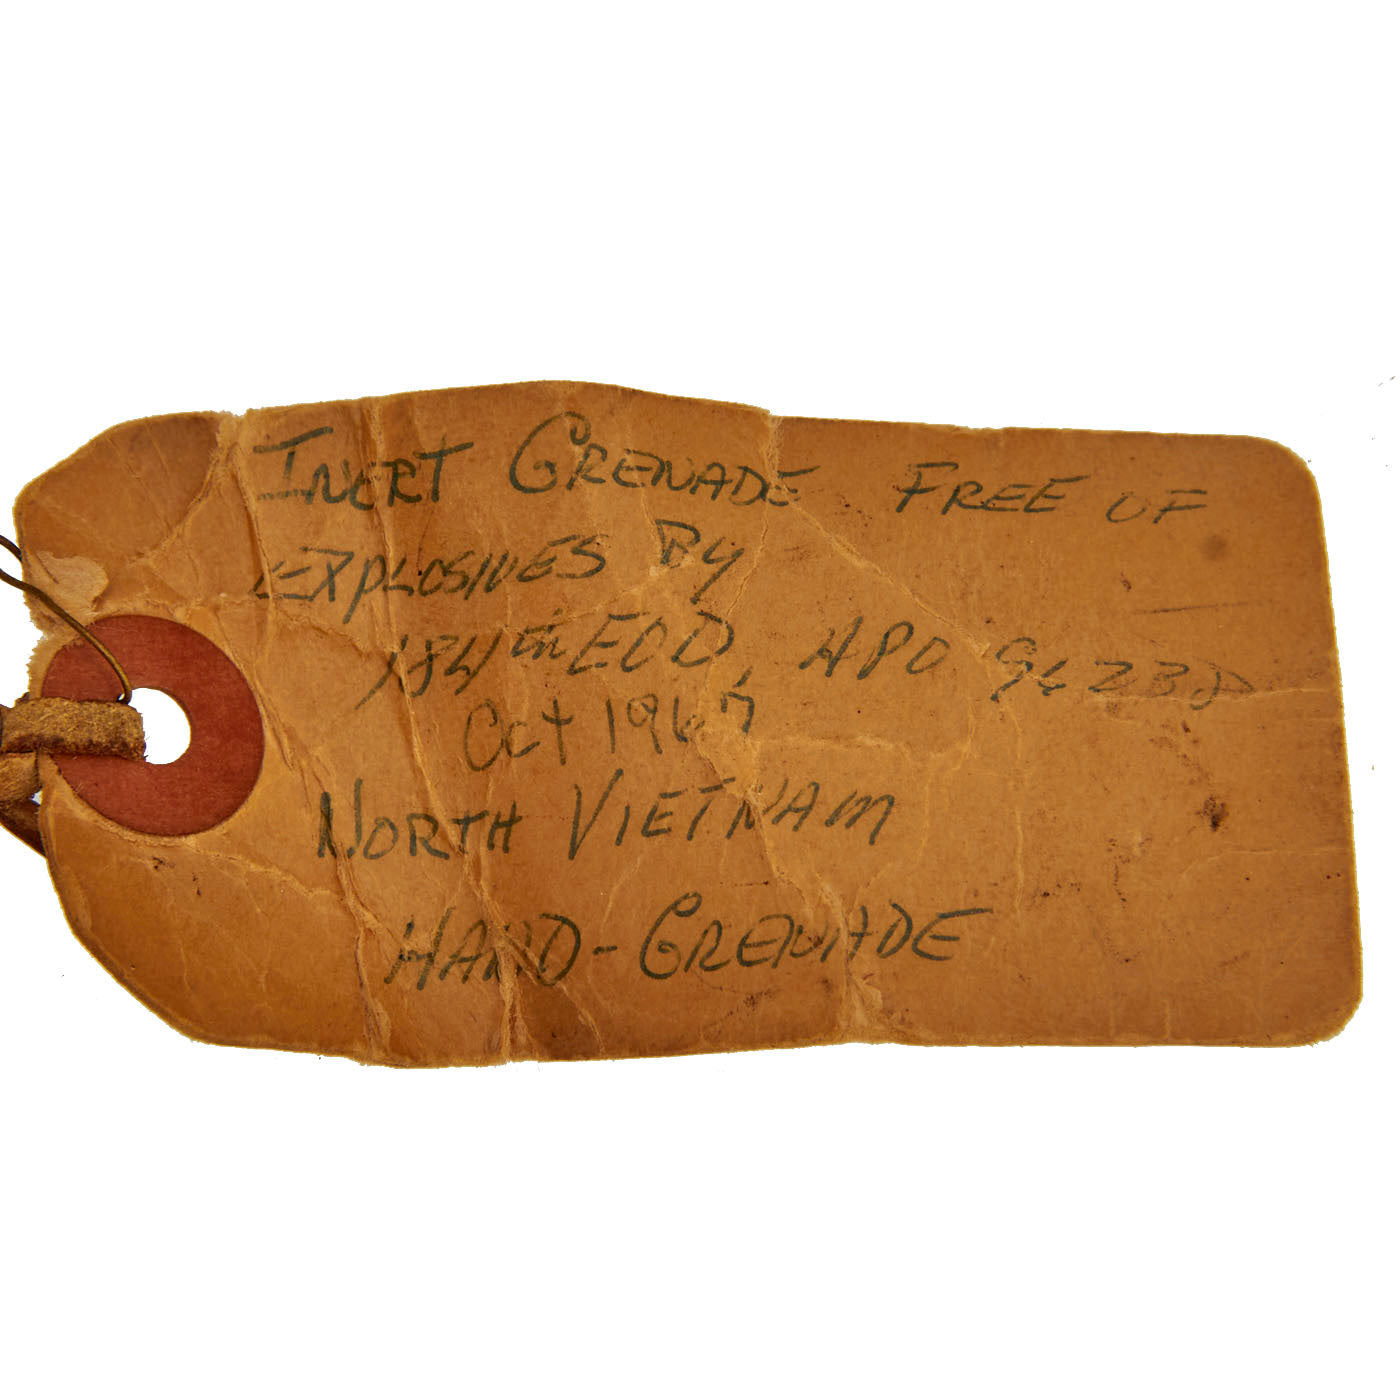 INERT GRENADE FREE OF
EXPLOSIVES By
184th EOD, APO 96238
Oct 1967
NORTH VIETNAM
HAND-GRENADE